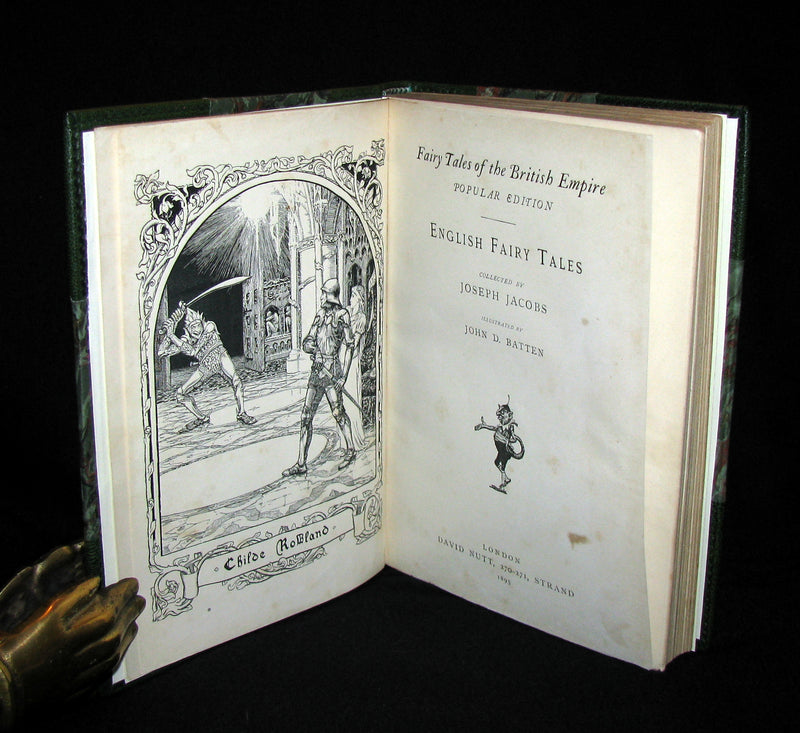 Childe Rowland
Fairy Tales of the British Empire
POPULAR EDITION
ENGLISH FAIRY TALES
COLLECTED BY
JOSEPH JACOBS
ILLUSTRATED BY
JOHN D. BATTEN
LONDON
DAVID NUTT, 270-271, STRAND
1895